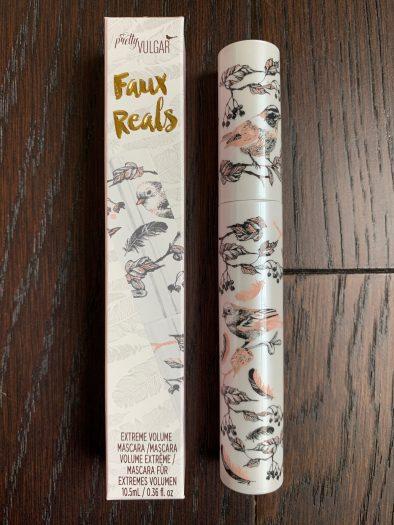 pretty
VULGAR
Faux
Reals
EXTREME VOLUME
MASCARA /MASCARA
VOLUME EXTRÊME /
MASCARA FÜR
EXTREMES VOLUMEN
10.5mL / 0.36 fl. oz